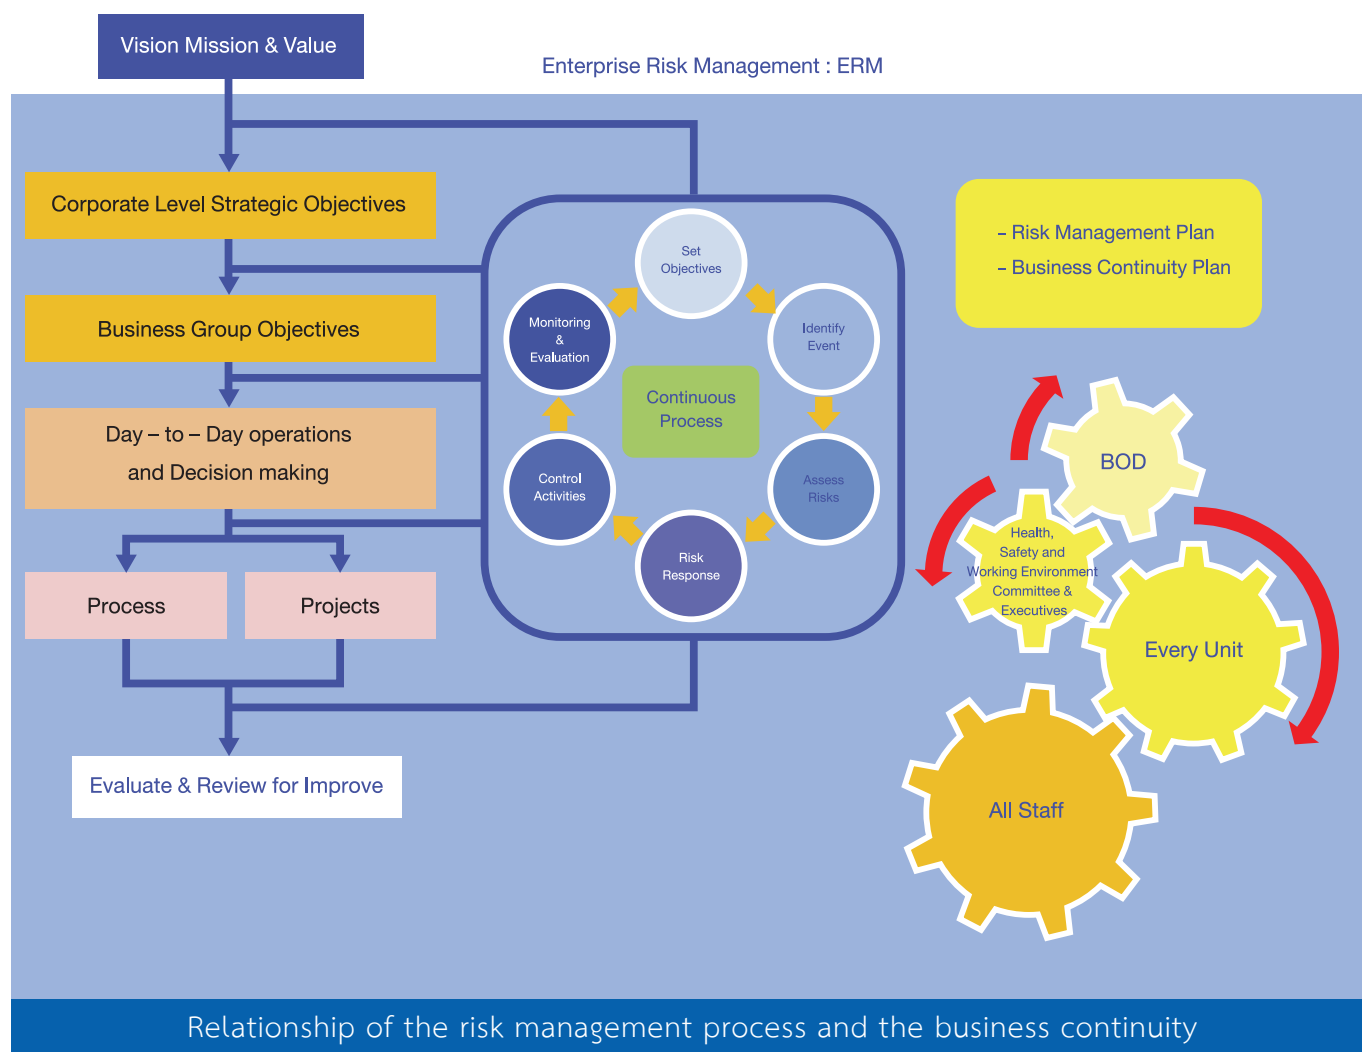 Vision Mission & Value
Enterprise Risk Management : ERM
Corporate Level Strategic Objectives
Business Group Objectives
Day – to – Day operations
and Decision making
Process
Projects
Evaluate & Review for Improve
Set
Objectives
Identify
Event
Assess
Risks
Risk
Response
Control
Activities
Monitoring
&
Evaluation
Continuous
Process
– Risk Management Plan
– Business Continuity Plan
BOD
Health,
Safety and
Working Environment
Committee &
Executives
Every Unit
All Staff
Relationship of the risk management process and the business continuity